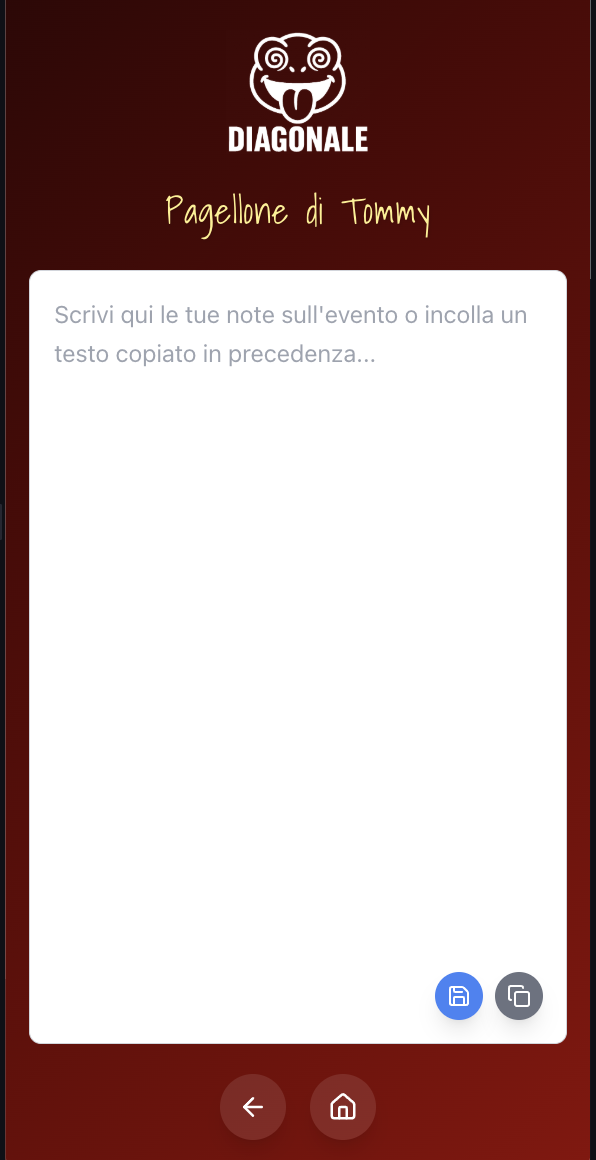 DIAGONALE
Pagellone di Tommy
Scrivi qui le tue note sull'evento o incolla un
testo copiato in precedenza...